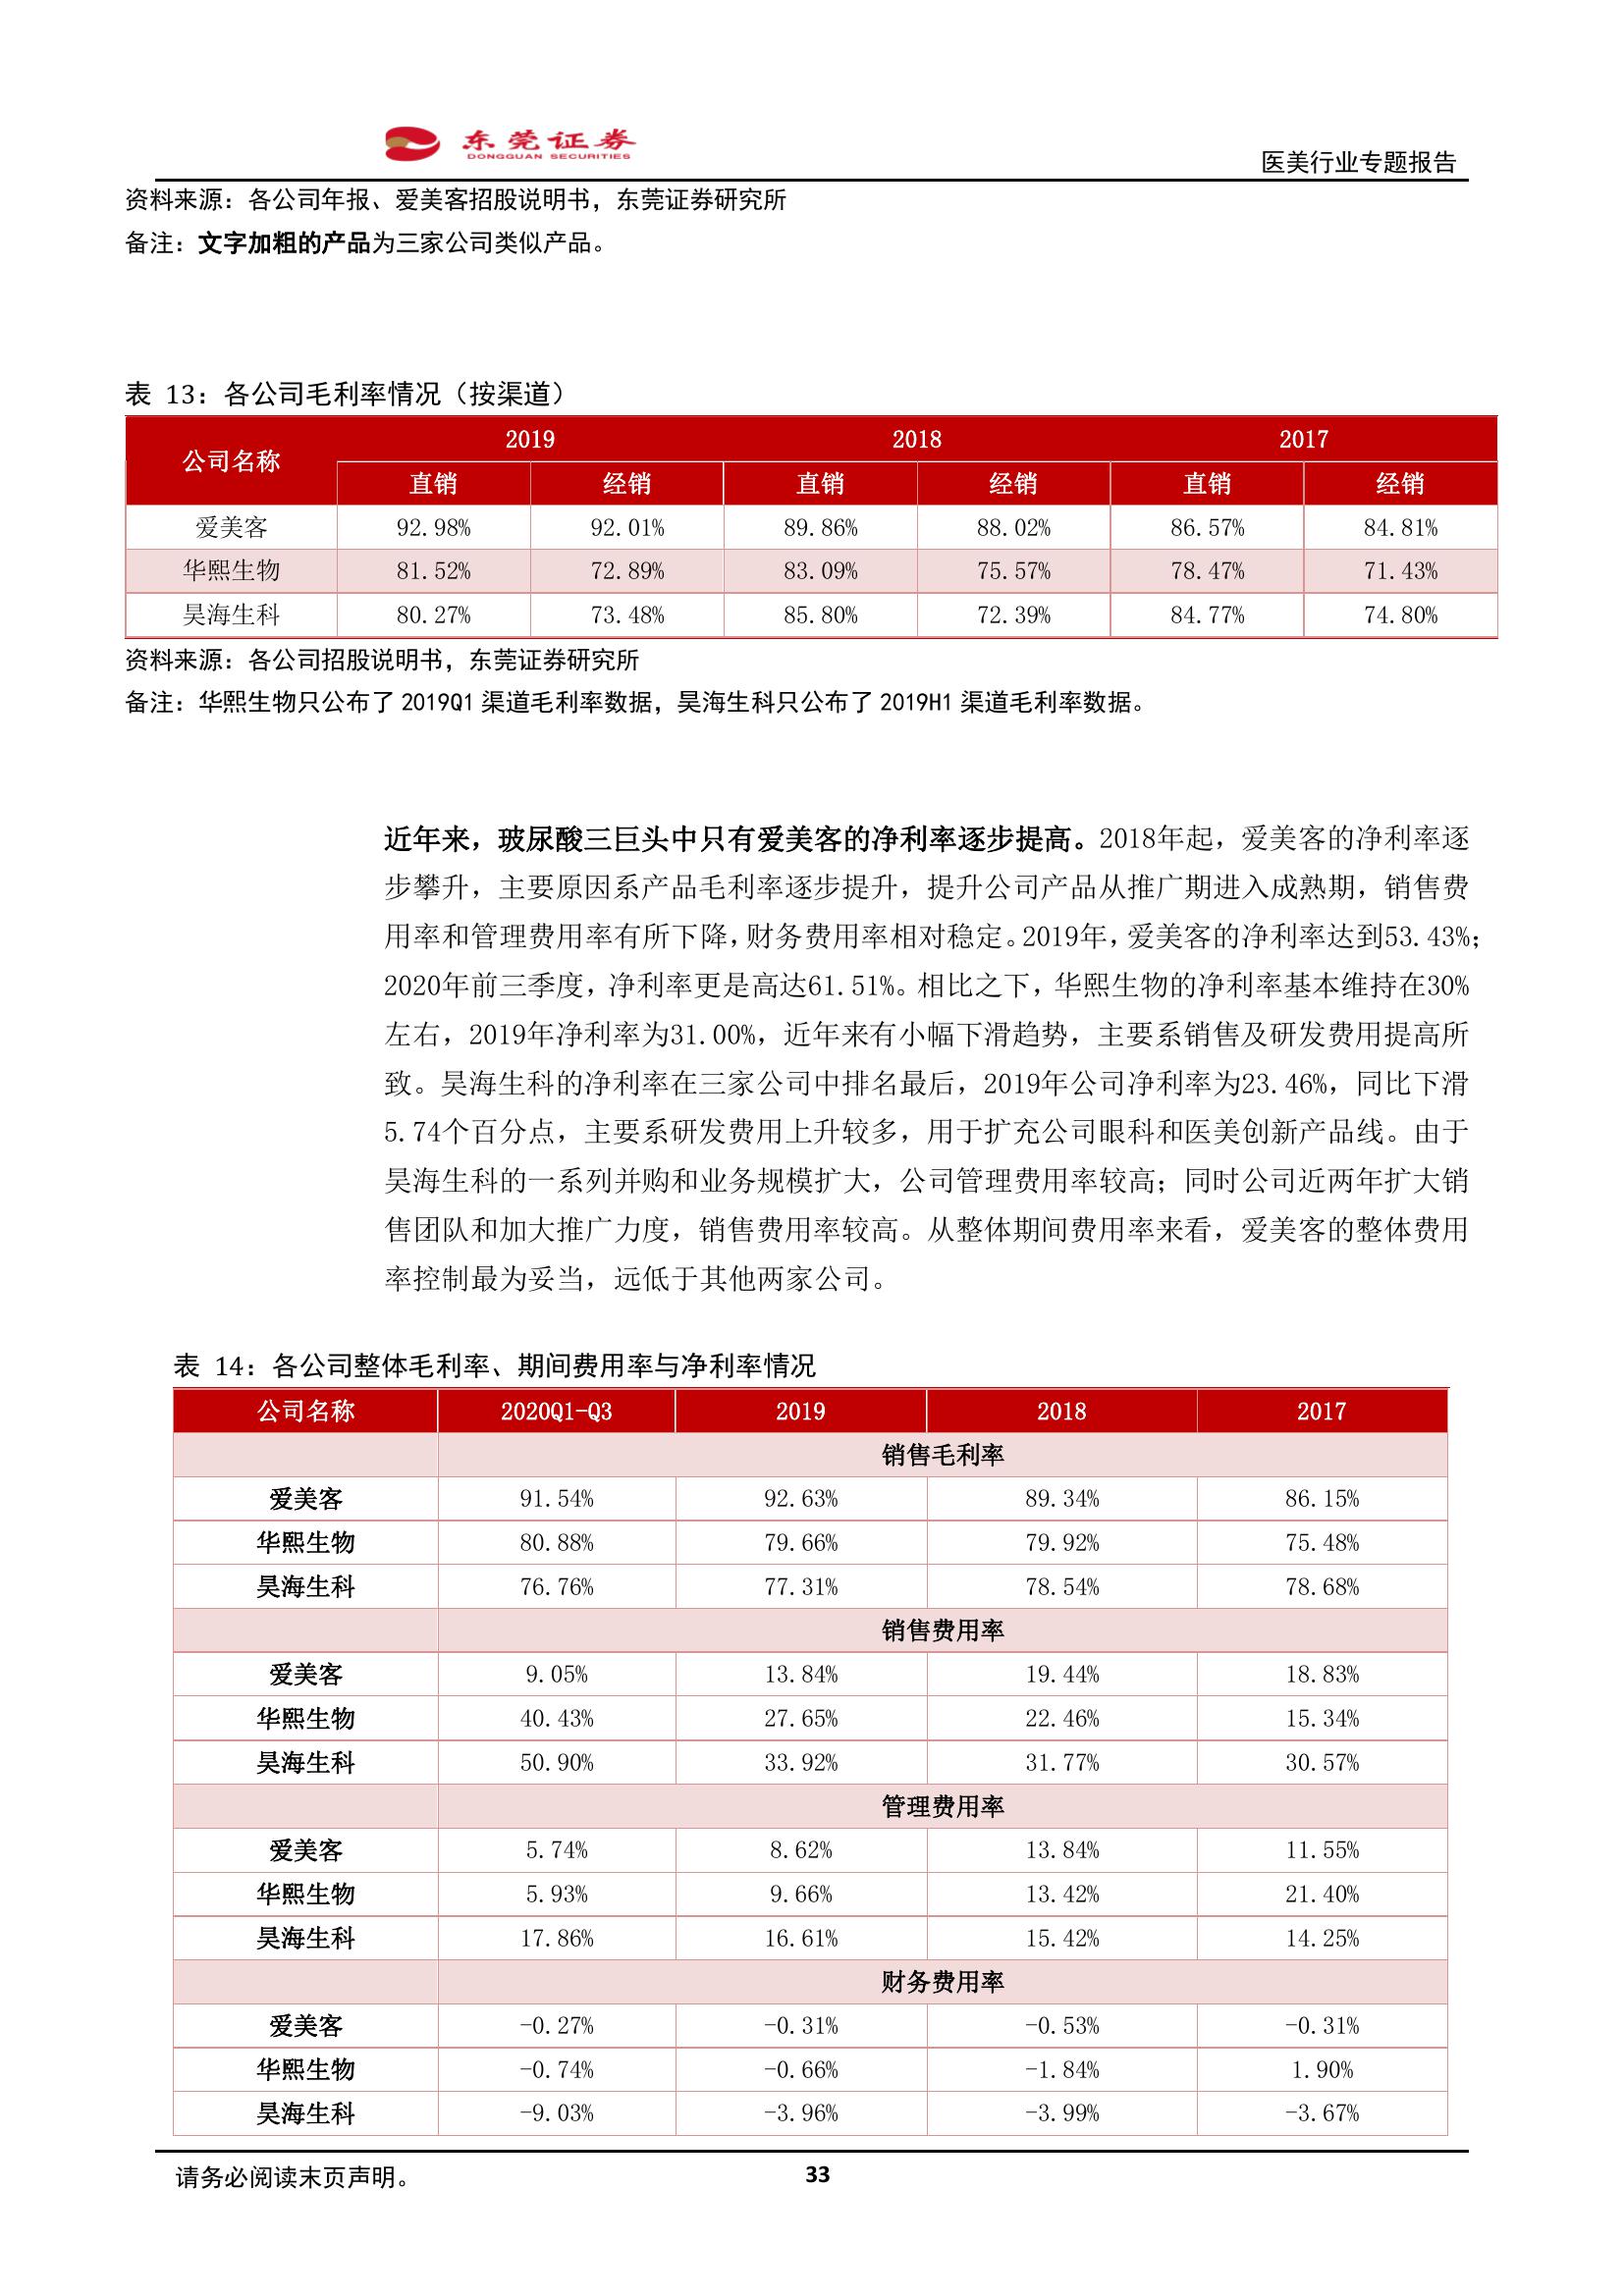 东莞证券
DONGGUAN SECURITIES
医美行业专题报告
资料来源：各公司年报、爱美客招股说明书，东莞证券研究所
备注：文字加粗的产品为三家公司类似产品。
表 13：各公司毛利率情况（按渠道）
公司名称 2019 2018 2017
直销 经销 直销 经销 直销 经销
爱美客 92.98% 92.01% 89.86% 88.02% 86.57% 84.81%
华熙生物 81.52% 72.89% 83.09% 75.57% 78.47% 71.43%
昊海生科 80.27% 73.48% 85.80% 72.39% 84.77% 74.80%
资料来源：各公司招股说明书，东莞证券研究所
备注：华熙生物只公布了 2019Q1 渠道毛利率数据，昊海生科只公布了 2019H1 渠道毛利率数据。
近年来，玻尿酸三巨头中只有爱美客的净利率逐步提高。2018年起，爱美客的净利率逐
步攀升，主要原因系产品毛利率逐步提升，提升公司产品从推广期进入成熟期，销售费
用率和管理费用率有所下降，财务费用率相对稳定。2019年，爱美客的净利率达到53.43%；
2020年前三季度，净利率更是高达61.51%。相比之下，华熙生物的净利率基本维持在30%
左右，2019年净利率为31.00%，近年来有小幅下滑趋势，主要系销售及研发费用提高所
致。昊海生科的净利率在三家公司中排名最后，2019年公司净利率为23.46%，同比下滑
5.74个百分点，主要系研发费用上升较多，用于扩充公司眼科和医美创新产品线。由于
昊海生科的一系列并购和业务规模扩大，公司管理费用率较高；同时公司近两年扩大销
售团队和加大推广力度，销售费用率较高。从整体期间费用率来看，爱美客的整体费用
率控制最为妥当，远低于其他两家公司。
表 14：各公司整体毛利率、期间费用率与净利率情况
公司名称 2020Q1-Q3 2019 2018 2017
销售毛利率
爱美客 91.54% 92.63% 89.34% 86.15%
华熙生物 80.88% 79.66% 79.92% 75.48%
昊海生科 76.76% 77.31% 78.54% 78.68%
销售费用率
爱美客 9.05% 13.84% 19.44% 18.83%
华熙生物 40.43% 27.65% 22.46% 15.34%
昊海生科 50.90% 33.92% 31.77% 30.57%
管理费用率
爱美客 5.74% 8.62% 13.84% 11.55%
华熙生物 5.93% 9.66% 13.42% 21.40%
昊海生科 17.86% 16.61% 15.42% 14.25%
财务费用率
爱美客 -0.27% -0.31% -0.53% -0.31%
华熙生物 -0.74% -0.66% -1.84% 1.90%
昊海生科 -9.03% -3.96% -3.99% -3.67%
请务必阅读末页声明。
33